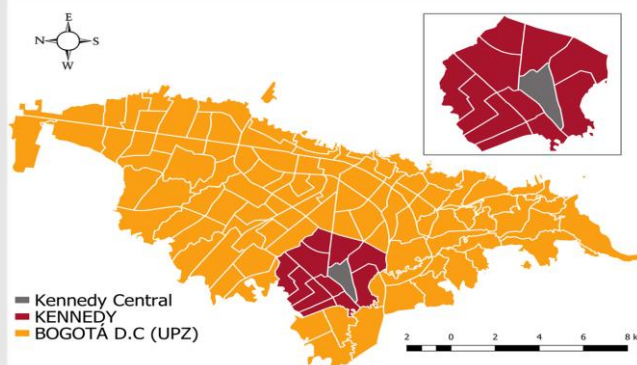 E
N S
W
Kennedy Central
KENNEDY
BOGOTÁ D.C (UPZ)
2 0 2 4 6 8 k